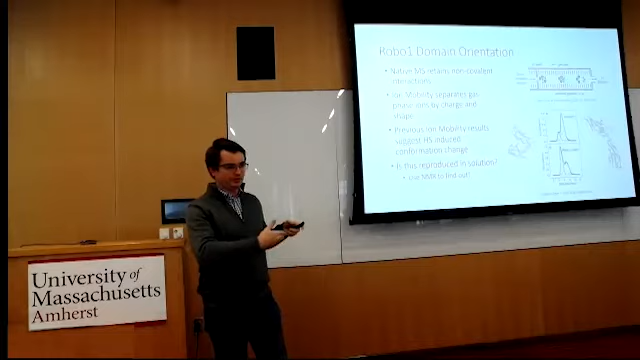 Robo1 Domain Orientation
• Native MS retains non-covalent
interactions
• Ion Mobility separates gas
phase ions by charge and
shape
• Previous Ion Mobility results
suggest HS induced
conformation change
• Is this reproduced in solution?
• Use NMR to find out!
University of
Massachusetts
Amherst